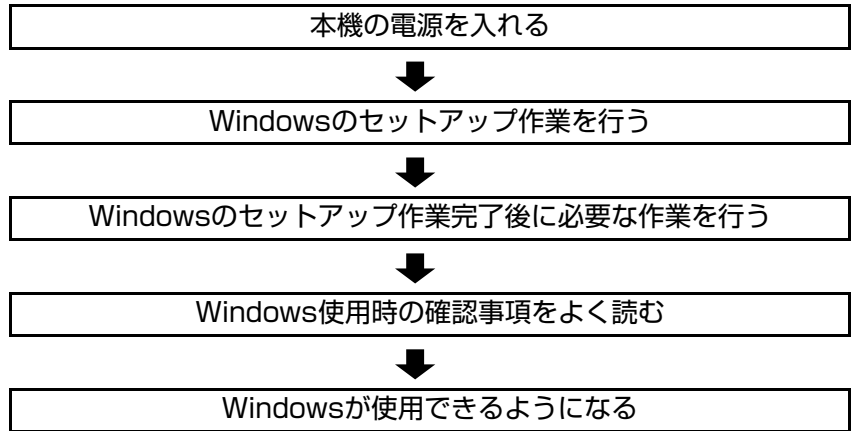 本機の電源を入れる
Windowsのセットアップ作業を行う
Windowsのセットアップ作業完了後に必要な作業を行う
Windows使用時の確認事項をよく読む
Windowsが使用できるようになる